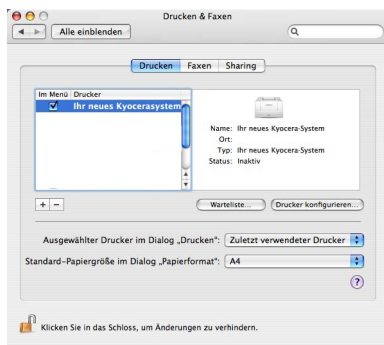 Drucken & Faxen
Alle einblenden
Drucken Faxen Sharing
Im Menü Drucker
Ihr neues Kyocerasystem
Name: Ihr neues Kyocera-System
Ort:
Typ: Ihr neues Kyocera-System
Status: Inaktiv
+ −
Warteliste... Drucker konfigurieren...
Ausgewählter Drucker im Dialog „Drucken“: Zuletzt verwendeter Drucker
Standard-Papiergröße im Dialog „Papierformat“: A4
?
Klicken Sie in das Schloss, um Änderungen zu verhindern.